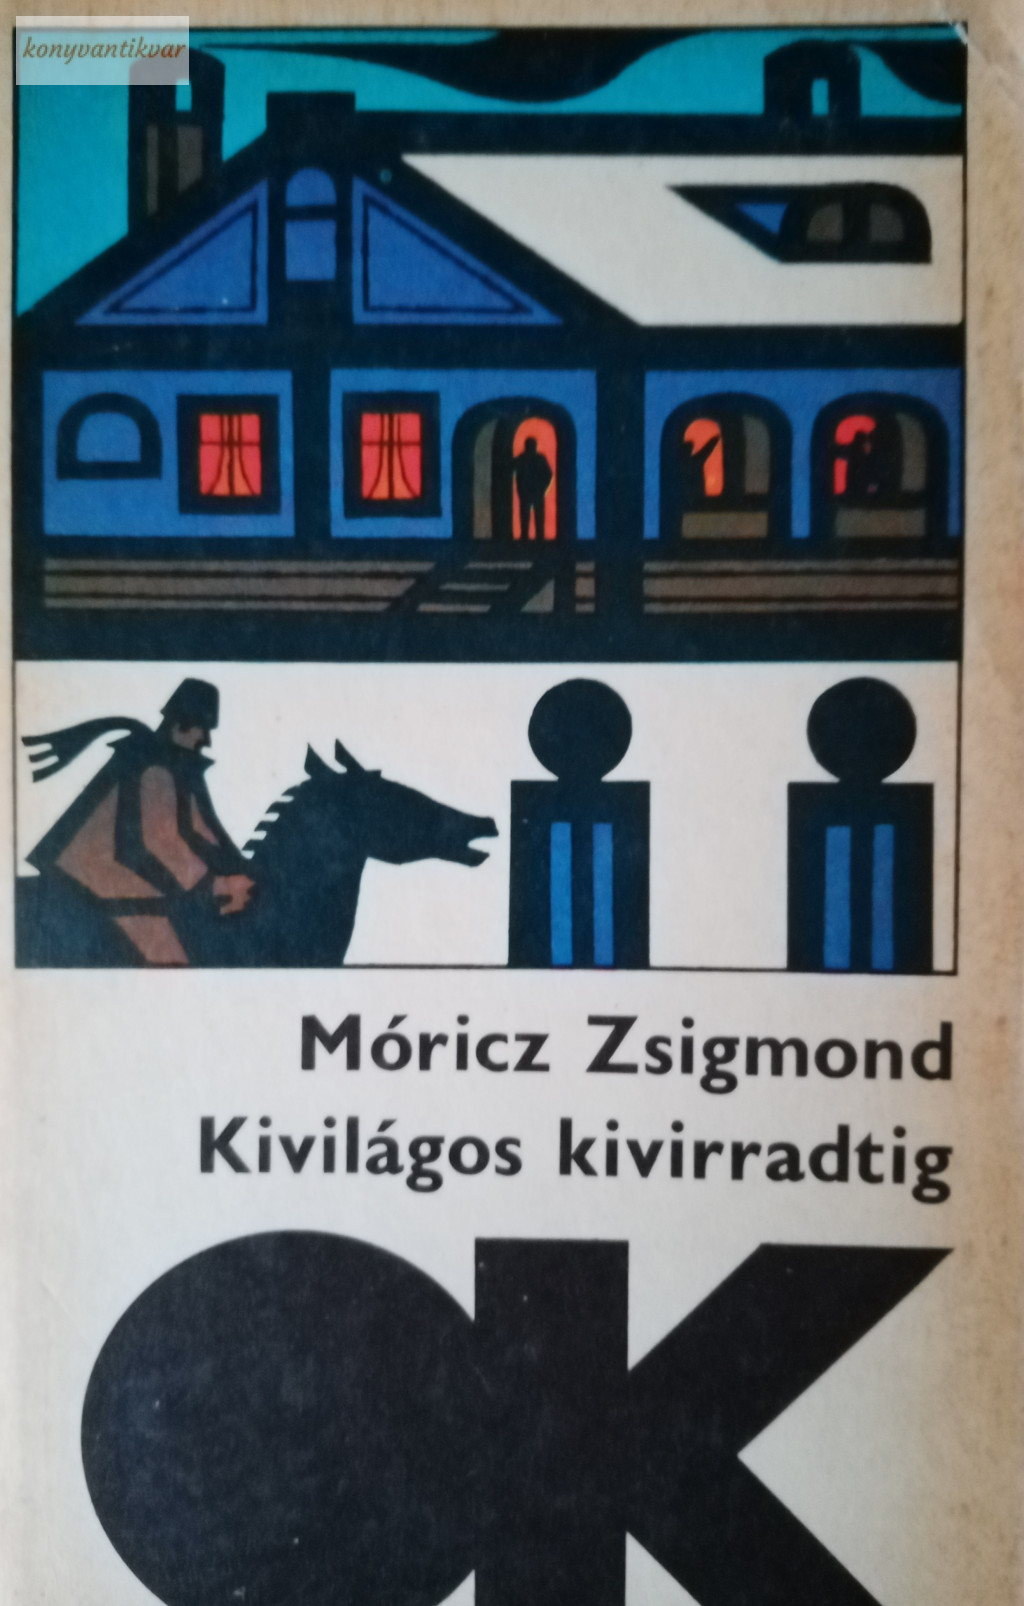 konyvantikvar
Móricz Zsigmond
Kivilágos kivirradtig
OK